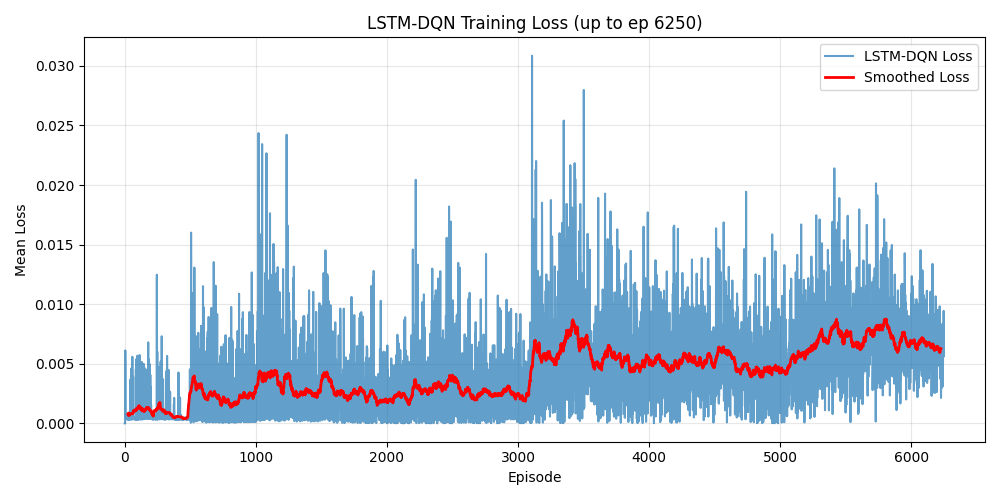 LSTM-DQN Training Loss (up to ep 6250)
LSTM-DQN Loss
Smoothed Loss
Mean Loss
0.030
0.025
0.020
0.015
0.010
0.005
0.000
0 1000 2000 3000 4000 5000 6000
Episode